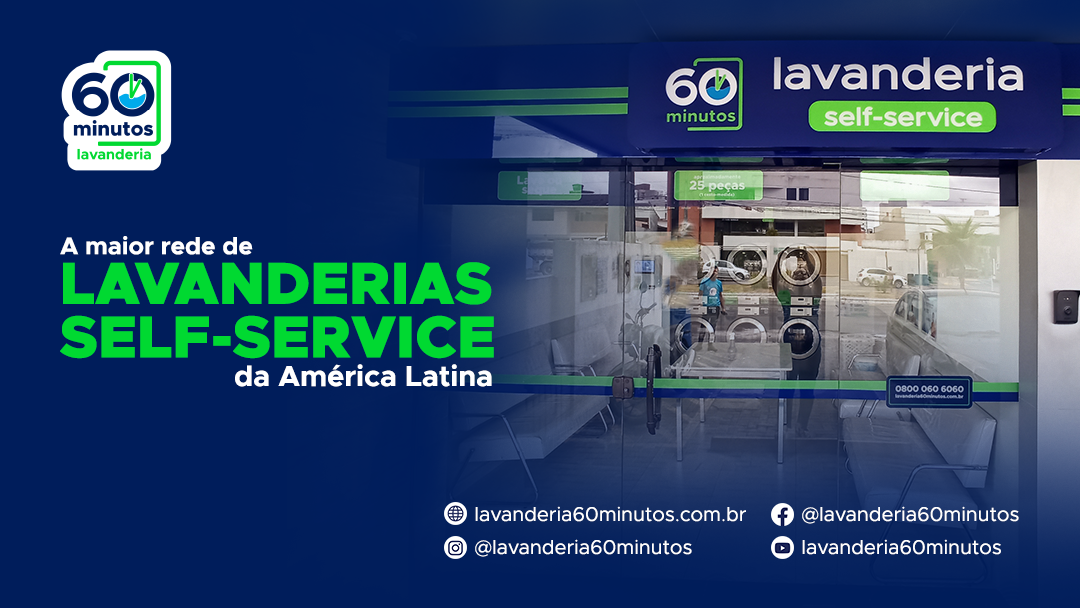 60
minutos
lavanderia
A maior rede de
LAVANDERIAS
SELF-SERVICE
da América Latina
60
minutos
lavanderia
self-service
aproximadamente
25 peças
0800 060 6060
lavanderia60minutos.com.br
lavanderia60minutos.com.br
@lavanderia60minutos
@lavanderia60minutos
lavanderia60minutos